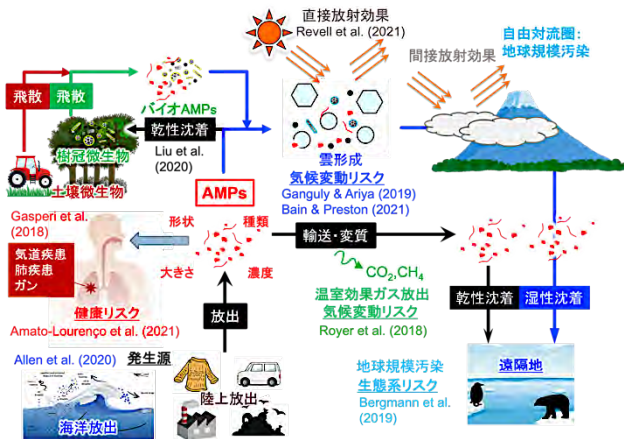 直接放射効果
Revell et al. (2021)
自由対流圏:
地球規模汚染
間接放射効果
飛散
飛散
バイオAMPs
乾性沈着
Liu et al.
(2020)
樹冠微生物
土壌微生物
雲形成
気候変動リスク
Ganguly & Ariya (2019)
Bain & Preston (2021)
AMPs
Gasperi et al.
(2018)
形状
種類
大きさ
濃度
輸送・変質
気道疾患
肺疾患
ガン
CO2,CH4
温室効果ガス放出
気候変動リスク
Royer et al. (2018)
乾性沈着
湿性沈着
健康リスク
Amato-Lourenço et al. (2021)
放出
Allen et al. (2020)
発生源
陸上放出
海洋放出
地球規模汚染
生態系リスク
Bergmann et al.
(2019)
遠隔地